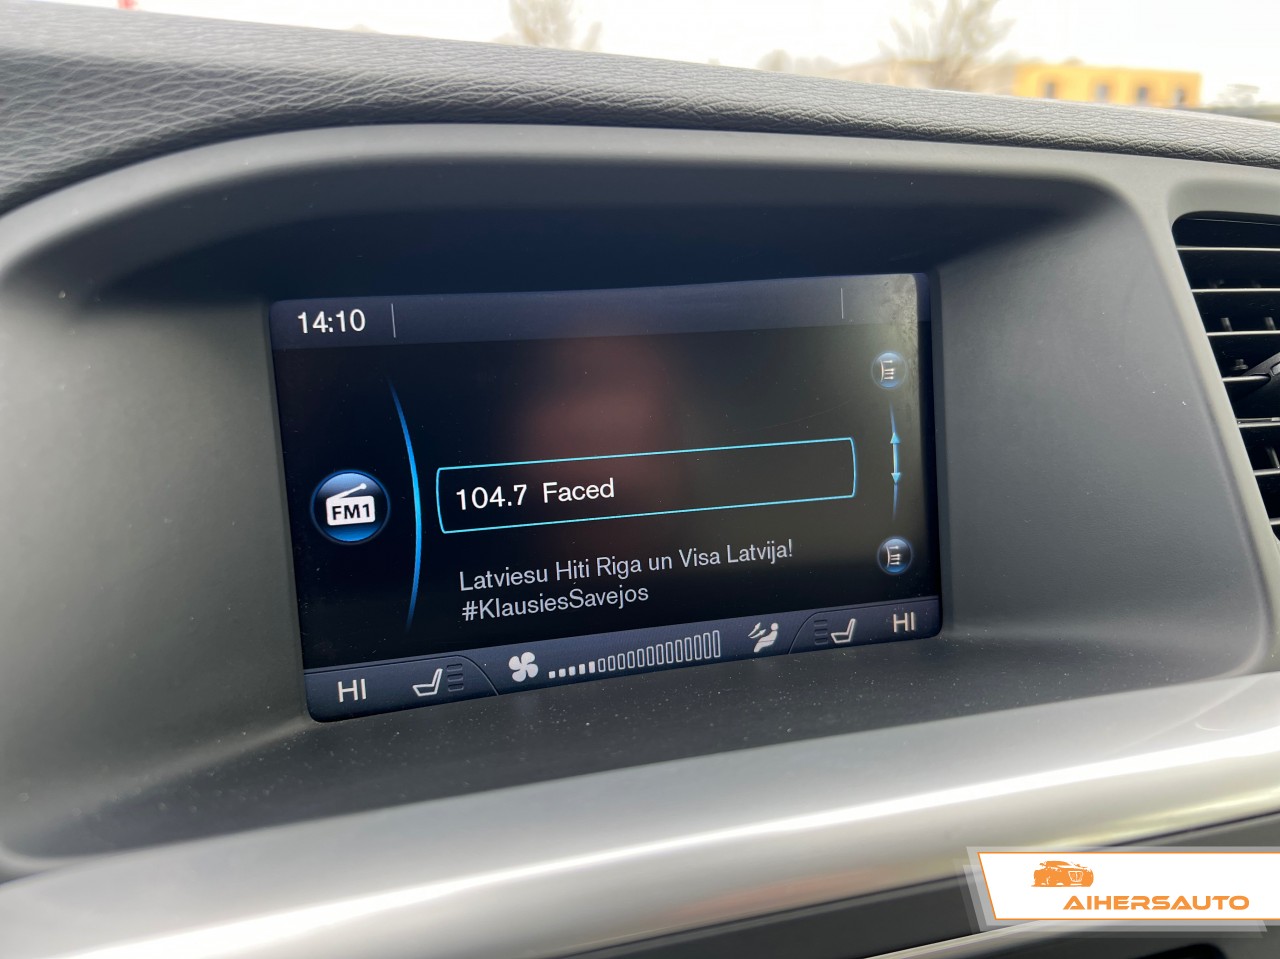 14:10
FM1
104.7 Faced
Latviesu Hiti Riga un Visa Latvija!
#KlausiesSavejos
HI
HI
AIHERSAUTO